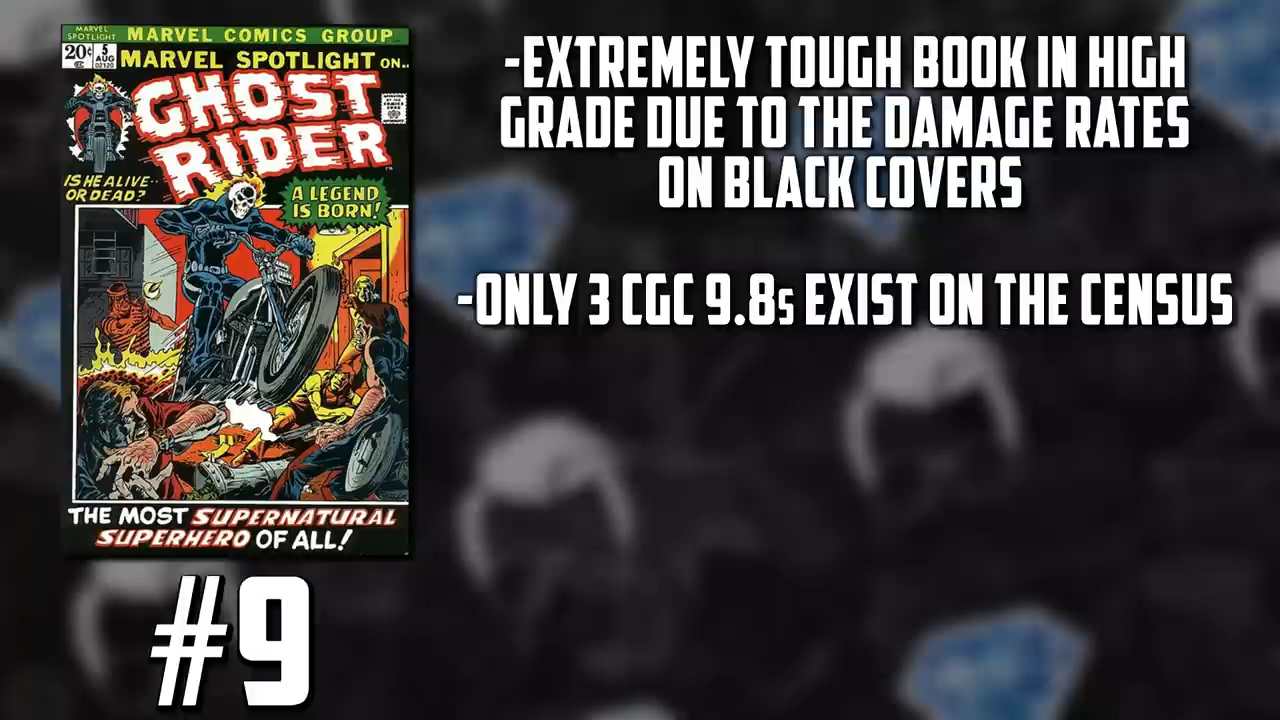 MARVEL SPOTLIGHT
MARVEL COMICS GROUP
20¢ 5 AUG 02120
MARVEL SPOTLIGHT ON..
GHOST
RIDER
IS HE ALIVE--
OR DEAD?
A LEGEND
IS BORN!
THE MOST SUPERNATURAL
SUPERHERO OF ALL!
#9
-EXTREMELY TOUGH BOOK IN HIGH
GRADE DUE TO THE DAMAGE RATES
ON BLACK COVERS
-ONLY 3 CGC 9.8s EXIST ON THE CENSUS